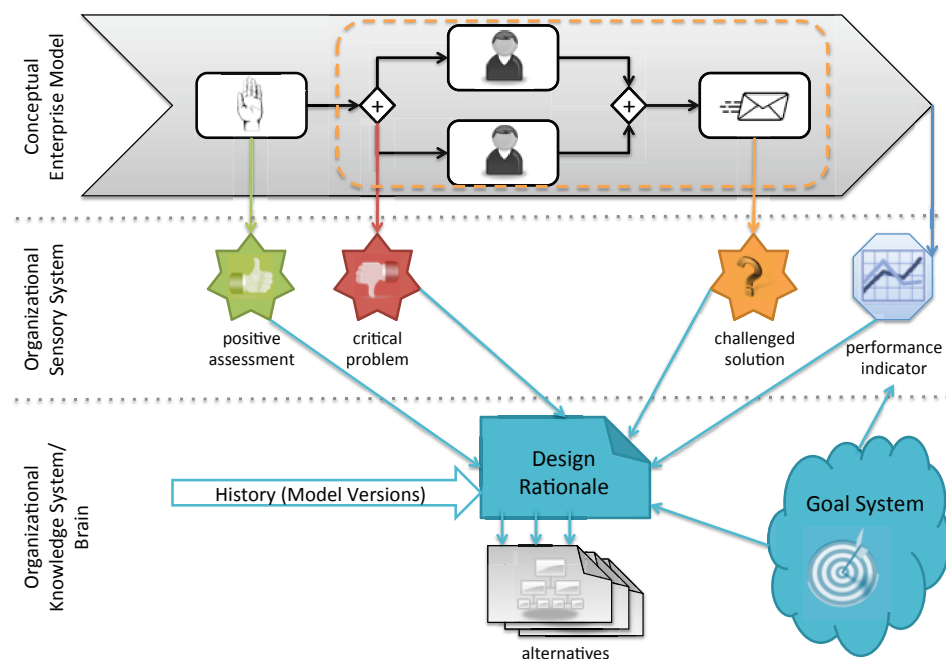 Conceptual
Enterprise Model
+
+
Organizational
Sensory System
?
positive
assessment
critical
problem
challenged
solution
performance
indicator
Organizational
Knowledge System/
Brain
History (Model Versions)
Design
Rationale
Goal System
alternatives